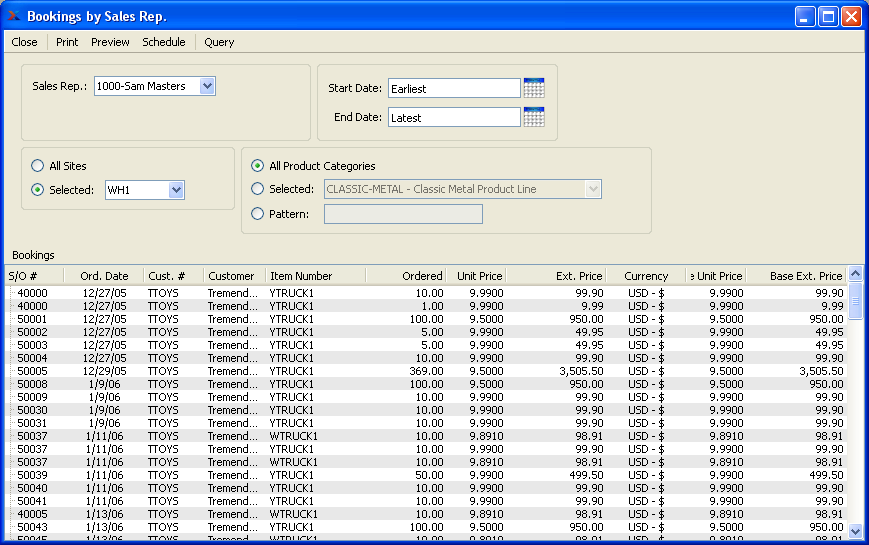 Bookings by Sales Rep.
Close Print Preview Schedule Query
Sales Rep.: 1000-Sam Masters
Start Date: Earliest
End Date: Latest
All Sites
Selected: WH1
All Product Categories
Selected: CLASSIC-METAL - Classic Metal Product Line
Pattern:
Bookings
S/O # Ord. Date Cust. # Customer Item Number Ordered Unit Price Ext. Price Currency e Unit Price Base Ext. Price
40000 12/27/05 TTOYS Tremend... YTRUCK1 10.00 9.9900 99.90 USD - $ 9.9900 99.90
40000 12/27/05 TTOYS Tremend... YTRUCK1 1.00 9.9900 9.99 USD - $ 9.9900 9.99
50001 12/27/05 TTOYS Tremend... YTRUCK1 100.00 9.5000 950.00 USD - $ 9.5000 950.00
50002 12/27/05 TTOYS Tremend... YTRUCK1 5.00 9.9900 49.95 USD - $ 9.9900 49.95
50003 12/27/05 TTOYS Tremend... YTRUCK1 5.00 9.9900 49.95 USD - $ 9.9900 49.95
50004 12/27/05 TTOYS Tremend... YTRUCK1 10.00 9.9900 99.90 USD - $ 9.9900 99.90
50005 12/29/05 TTOYS Tremend... YTRUCK1 369.00 9.5000 3,505.50 USD - $ 9.5000 3,505.50
50008 1/9/06 TTOYS Tremend... YTRUCK1 100.00 9.5000 950.00 USD - $ 9.5000 950.00
50009 1/9/06 TTOYS Tremend... YTRUCK1 10.00 9.9900 99.90 USD - $ 9.9900 99.90
50030 1/9/06 TTOYS Tremend... YTRUCK1 10.00 9.9900 99.90 USD - $ 9.9900 99.90
50031 1/9/06 TTOYS Tremend... YTRUCK1 10.00 9.9900 99.90 USD - $ 9.9900 99.90
50037 1/11/06 TTOYS Tremend... WTRUCK1 10.00 9.8910 98.91 USD - $ 9.8910 98.91
50037 1/11/06 TTOYS Tremend... YTRUCK1 10.00 9.9900 99.90 USD - $ 9.9900 99.90
50037 1/11/06 TTOYS Tremend... WTRUCK1 10.00 9.8910 98.91 USD - $ 9.8910 98.91
50039 1/11/06 TTOYS Tremend... YTRUCK1 50.00 9.9900 499.50 USD - $ 9.9900 499.50
50040 1/11/06 TTOYS Tremend... YTRUCK1 10.00 9.9900 99.90 USD - $ 9.9900 99.90
50041 1/11/06 TTOYS Tremend... YTRUCK1 10.00 9.9900 99.90 USD - $ 9.9900 99.90
40005 1/13/06 TTOYS Tremend... WTRUCK1 10.00 9.8910 98.91 USD - $ 9.8910 98.91
50043 1/13/06 TTOYS Tremend... YTRUCK1 100.00 9.5000 950.00 USD - $ 9.5000 950.00